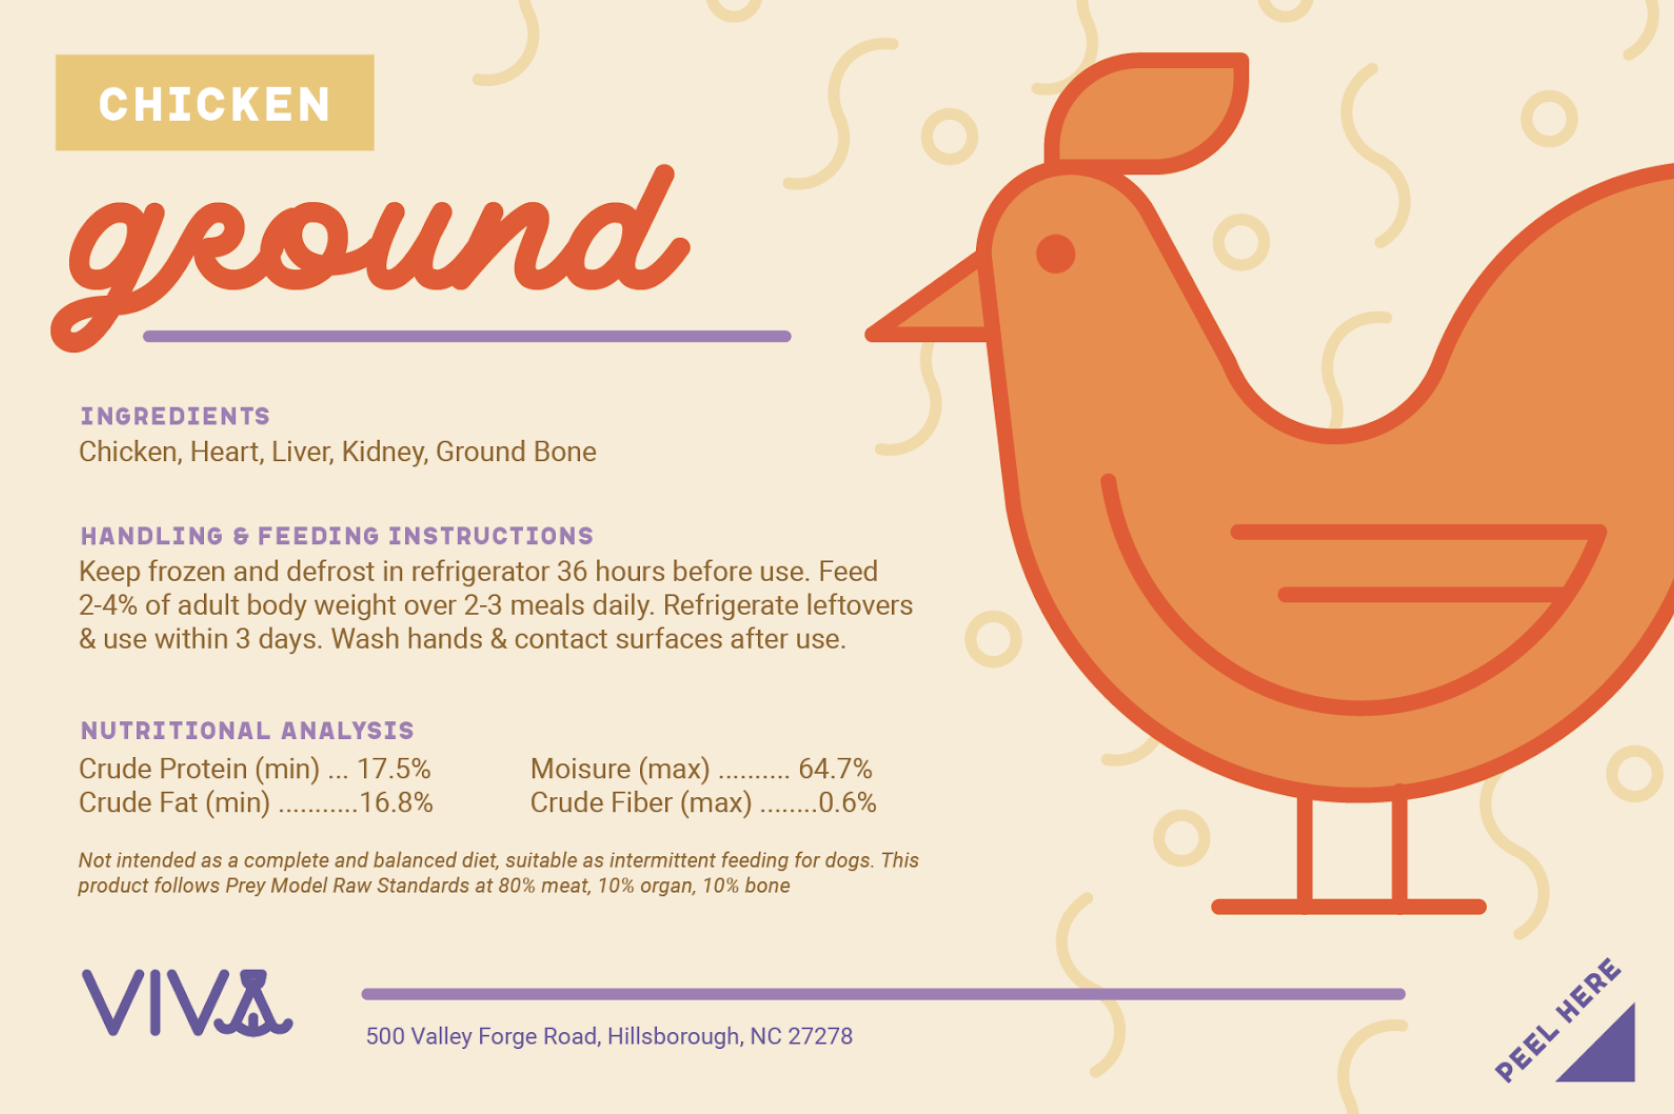 CHICKEN
ground
INGREDIENTS
Chicken, Heart, Liver, Kidney, Ground Bone
HANDLING & FEEDING INSTRUCTIONS
Keep frozen and defrost in refrigerator 36 hours before use. Feed
2-4% of adult body weight over 2-3 meals daily. Refrigerate leftovers
& use within 3 days. Wash hands & contact surfaces after use.
NUTRITIONAL ANALYSIS
Crude Protein (min) ... 17.5%
Crude Fat (min) ...........16.8%
Moisure (max) .......... 64.7%
Crude Fiber (max) ........0.6%
Not intended as a complete and balanced diet, suitable as intermittent feeding for dogs. This
product follows Prey Model Raw Standards at 80% meat, 10% organ, 10% bone
VIVA
500 Valley Forge Road, Hillsborough, NC 27278
PEEL HERE